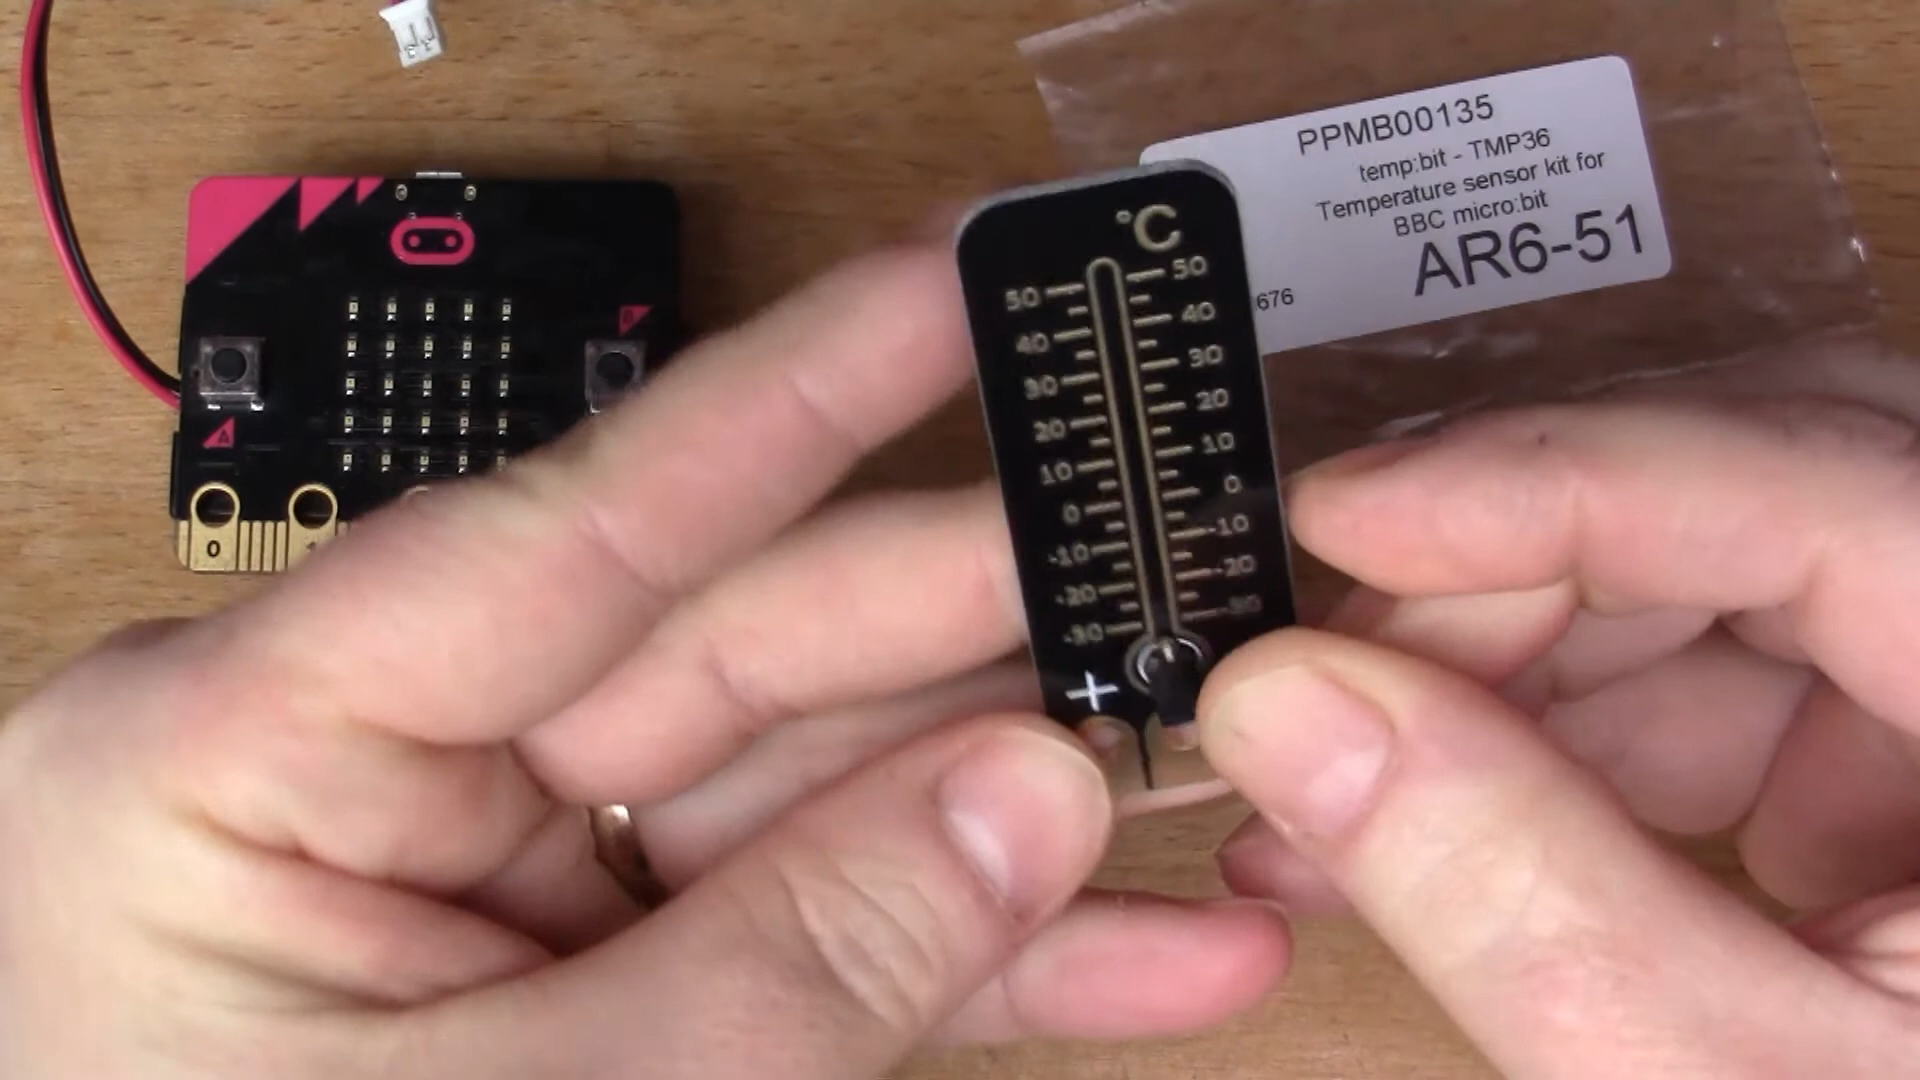 PPMB00135
temp:bit - TMP36
Temperature sensor kit for
BBC micro:bit
AR6-51
676
°C
50 50
40 40
30 30
20 20
10 10
0 0
-10 -10
-20 -20
-30 -30
+
A
B
0
1